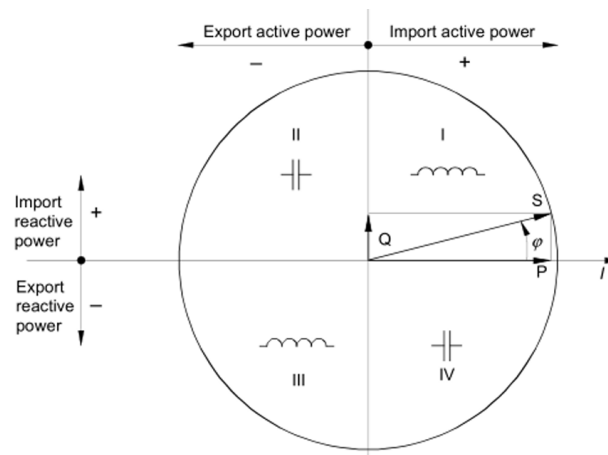 Export active power
Import active power
–
+
II
I
S
Import
reactive
power
+
Q
φ
P
I
Export
reactive
power
–
III
IV